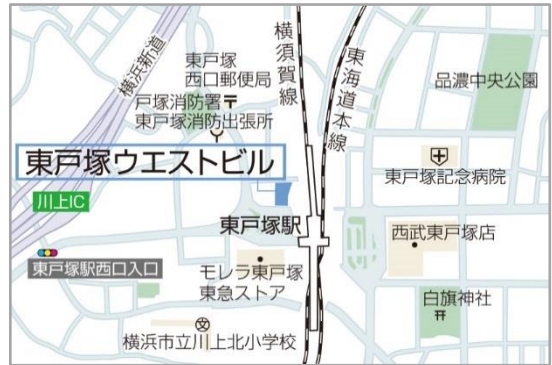 横浜新道
東戸塚
西口郵便局
戸塚消防署〒
東戸塚消防出張所
横須賀線
東海道本線
品濃中央公園
東戸塚ウエストビル
東戸塚記念病院
川上IC
東戸塚駅
西武東戸塚店
東戸塚駅西口入口
モレラ東戸塚
東急ストア
白旗神社
文
横浜市立川上北小学校